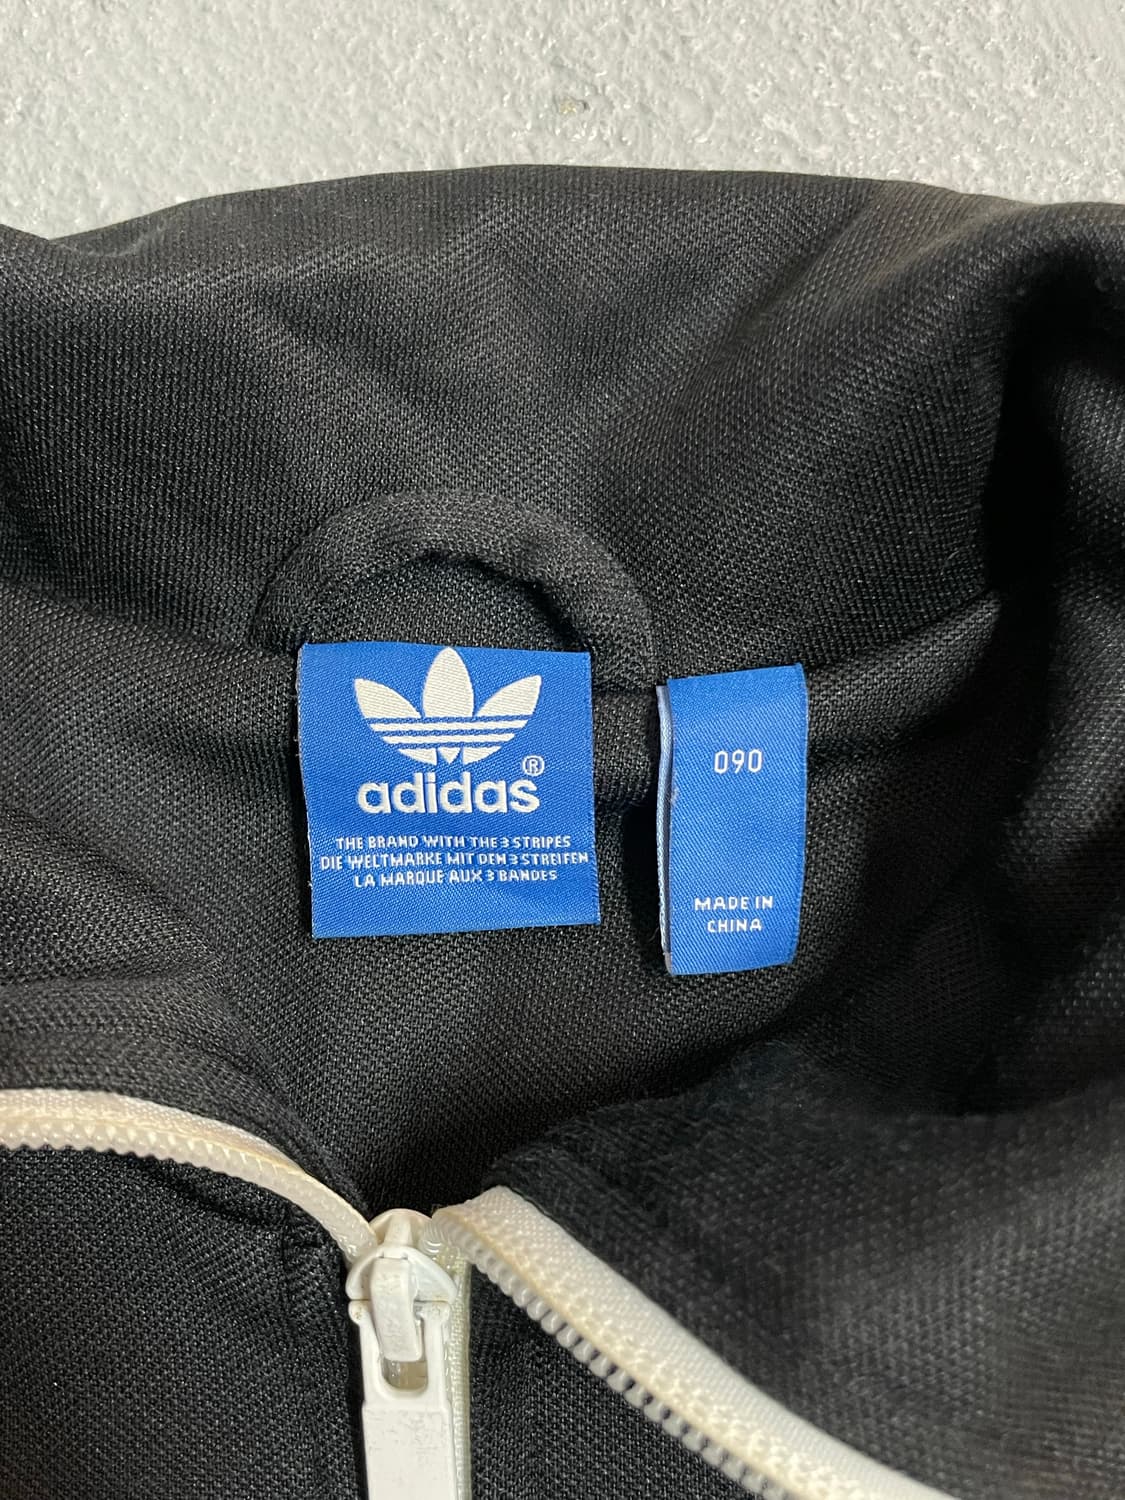 adidas®
THE BRAND WITH THE 3 STRIPES
DIE WELTMARKE MIT DEN 3 STREIFEN
LA MARQUE AUX 3 BANDES
090
MADE IN
CHINA